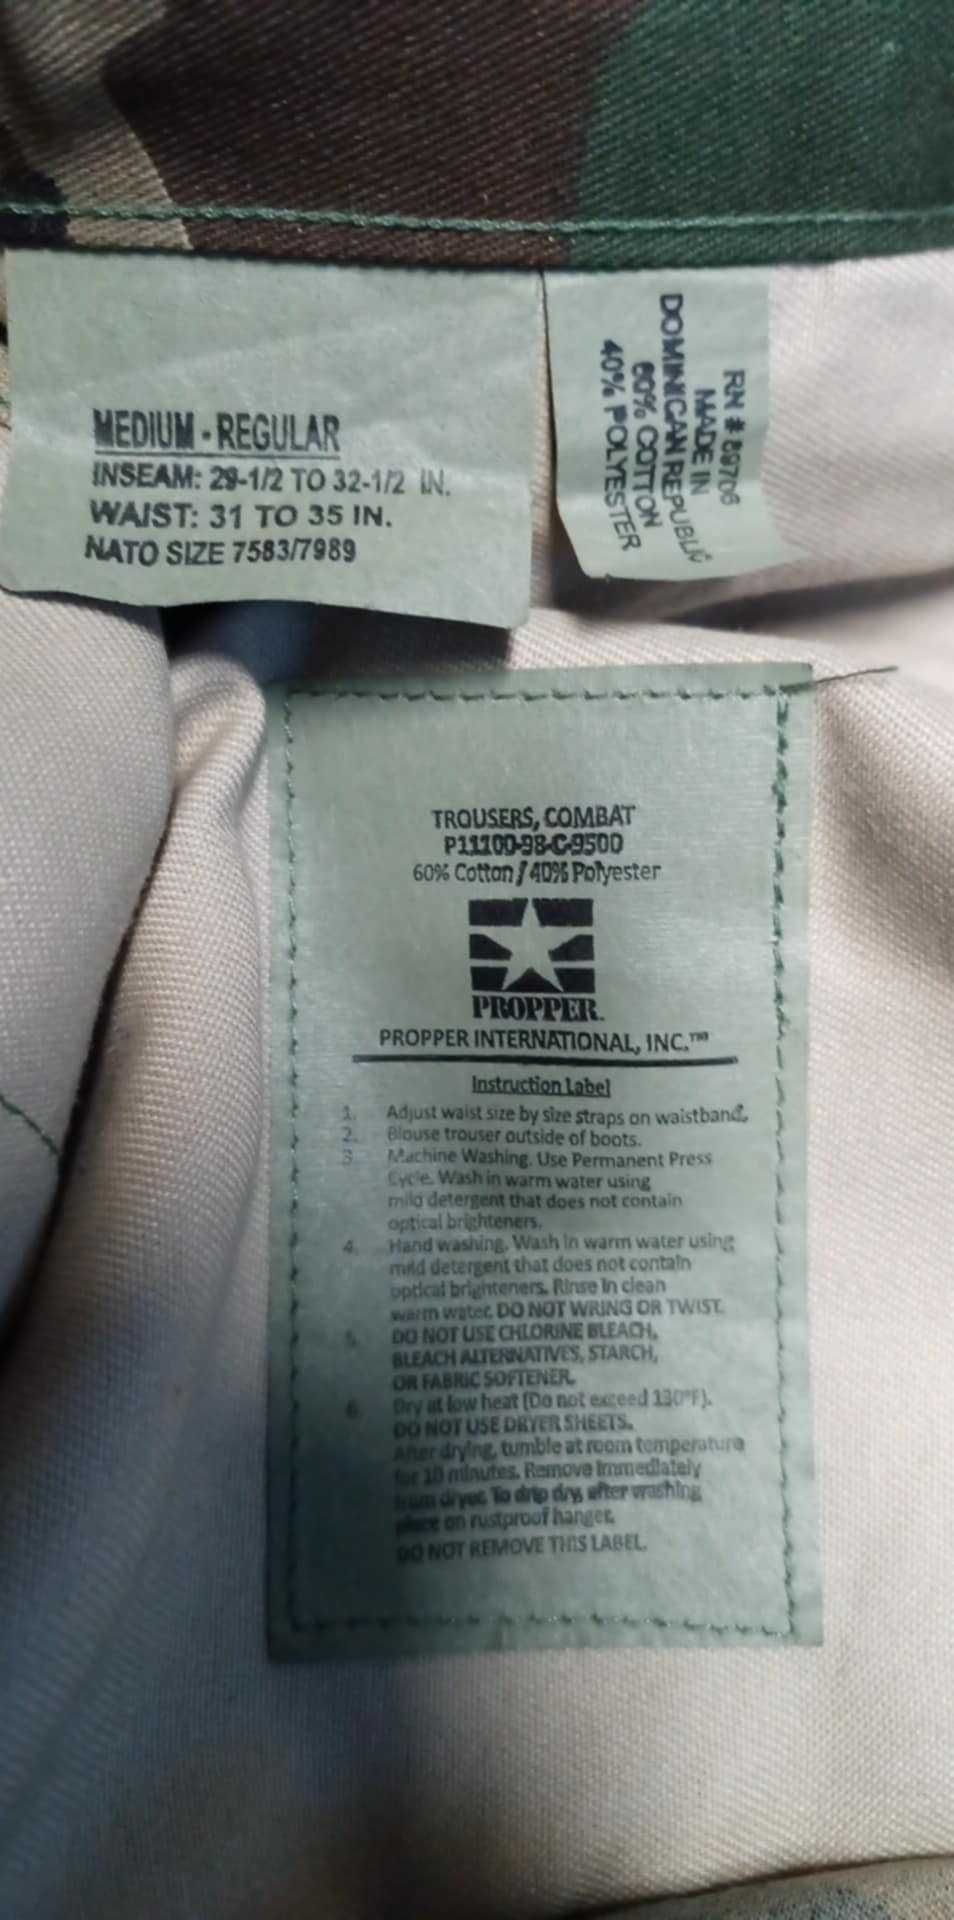 MEDIUM - REGULAR
INSEAM: 29-1/2 TO 32-1/2 IN.
WAIST: 31 TO 35 IN.
NATO SIZE 7583/7989
RN # 89706
MADE IN
DOMINICAN REPUBLIC
60% COTTON
40% POLYESTER
TROUSERS, COMBAT
P11100-98-C-9500
60% Cotton / 40% Polyester
PROPPER
PROPPER INTERNATIONAL, INC.™
Instruction Label
1. Adjust waist size by size straps on waistband.
2. Blouse trouser outside of boots.
3. Machine Washing. Use Permanent Press
Cycle. Wash in warm water using
mild detergent that does not contain
optical brighteners.
4. Hand washing. Wash in warm water using
mild detergent that does not contain
optical brighteners. Rinse in clean
warm water. DO NOT WRING OR TWIST.
5. DO NOT USE CHLORINE BLEACH,
BLEACH ALTERNATIVES, STARCH,
OR FABRIC SOFTENER.
6. Dry at low heat (Do not exceed 130°F).
DO NOT USE DRYER SHEETS.
After drying, tumble at room temperature
for 10 minutes. Remove immediately
from dryer. To drip dry, after washing
place on rustproof hanger.
DO NOT REMOVE THIS LABEL.